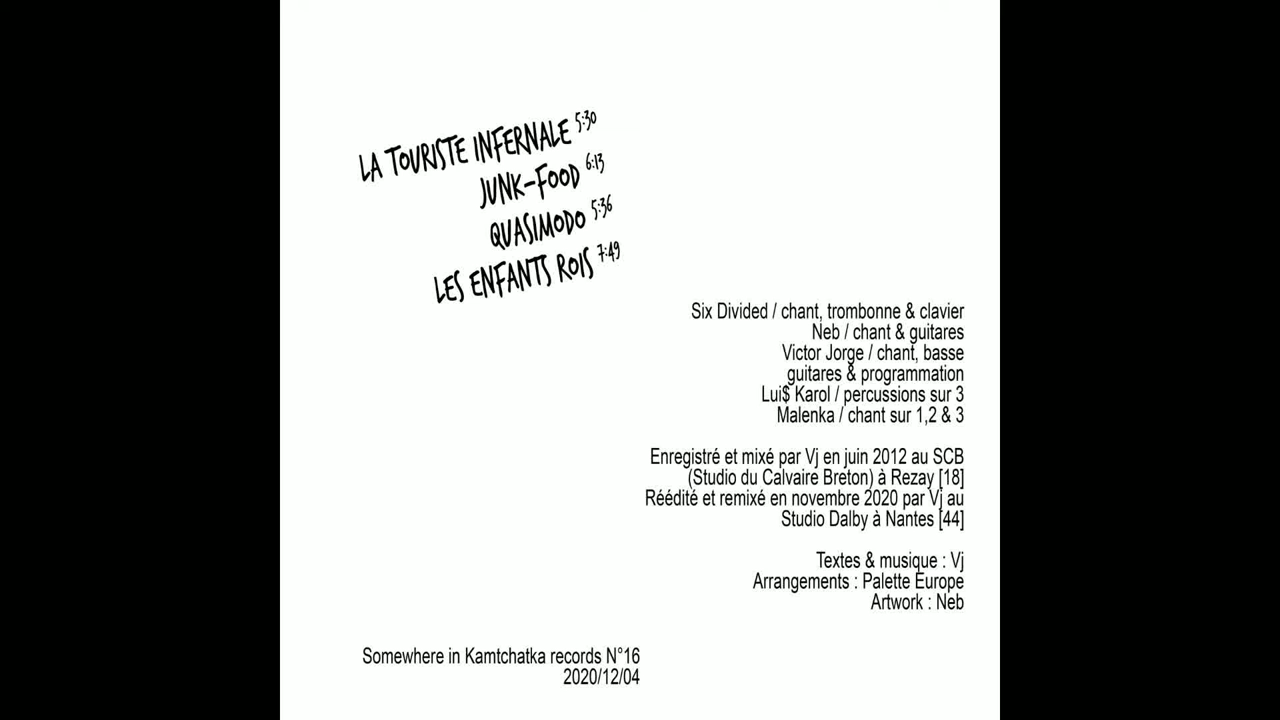 LA TOURISTE INFERNALE 5:30
JUNK-FOOD 6:13
QUASIMODO 5:36
LES ENFANTS ROIS 7:49
Six Divided / chant, trombonne & clavier
Neb / chant & guitares
Victor Jorge / chant, basse
guitares & programmation
Lui$ Karol / percussions sur 3
Malenka / chant sur 1,2 & 3
Enregistré et mixé par Vj en juin 2012 au SCB
(Studio du Calvaire Breton) à Rezay [18]
Réédité et remixé en novembre 2020 par Vj au
Studio Dalby à Nantes [44]
Textes & musique : Vj
Arrangements : Palette Europe
Artwork : Neb
Somewhere in Kamtchatka records N°16
2020/12/04